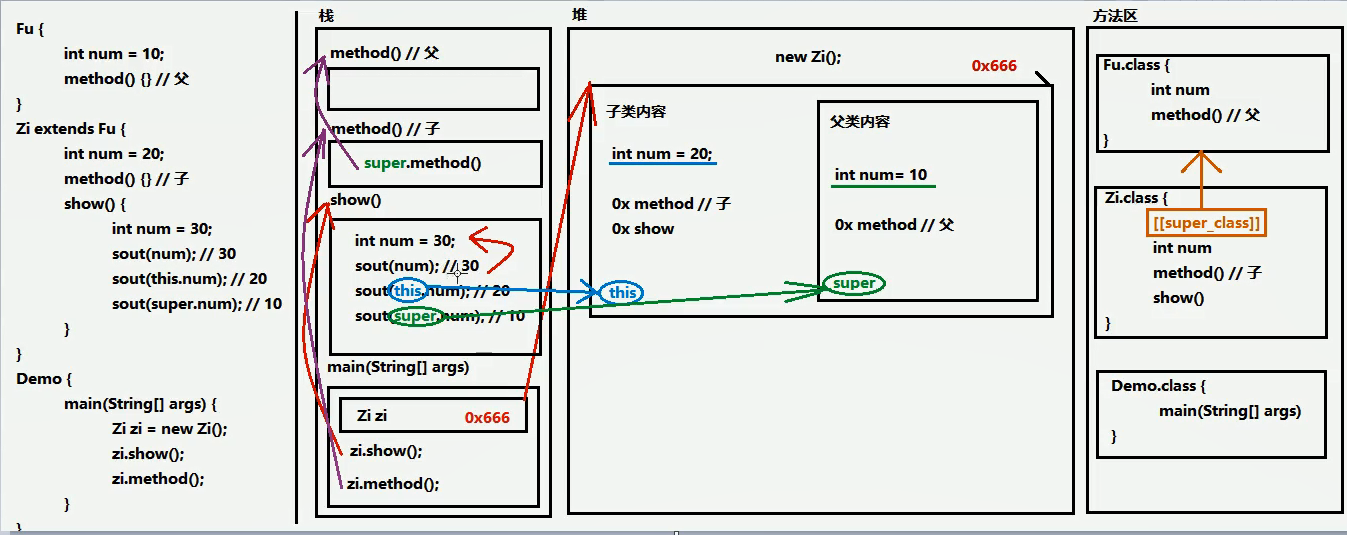 Fu {
int num = 10;
method() {} // 父
}
Zi extends Fu {
int num = 20;
method() {} // 子
show() {
int num = 30;
sout(num); // 30
sout(this.num); // 20
sout(super.num); // 10
}
}
Demo {
main(String[] args) {
Zi zi = new Zi();
zi.show();
zi.method();
}
}
栈
method() // 父
method() // 子
super.method()
show()
int num = 30;
sout(num); // 30
sout(this.num); // 20
sout(super.num); // 10
main(String[] args)
Zi zi 0x666
zi.show();
zi.method();
堆
new Zi();
0x666
子类内容
int num = 20;
0x method // 子
0x show
this
父类内容
int num= 10
0x method // 父
super
方法区
Fu.class {
int num
method() // 父
}
Zi.class {
[[super_class]]
int num
method() // 子
show()
}
Demo.class {
main(String[] args)
}